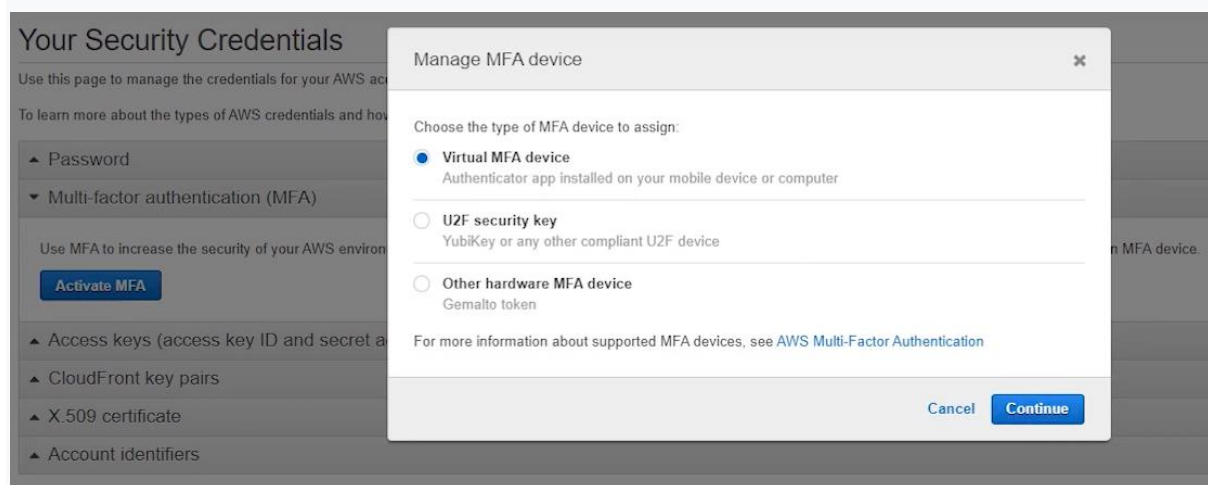 Your Security Credentials
Use this page to manage the credentials for your AWS acc
To learn more about the types of AWS credentials and how
Password
Multi-factor authentication (MFA)
Use MFA to increase the security of your AWS environ
n MFA device.
Activate MFA
Access keys (access key ID and secret a
CloudFront key pairs
X.509 certificate
Account identifiers
Manage MFA device
Choose the type of MFA device to assign:
Virtual MFA device
Authenticator app installed on your mobile device or computer
U2F security key
YubiKey or any other compliant U2F device
Other hardware MFA device
Gemalto token
For more information about supported MFA devices, see AWS Multi-Factor Authentication
Cancel
Continue